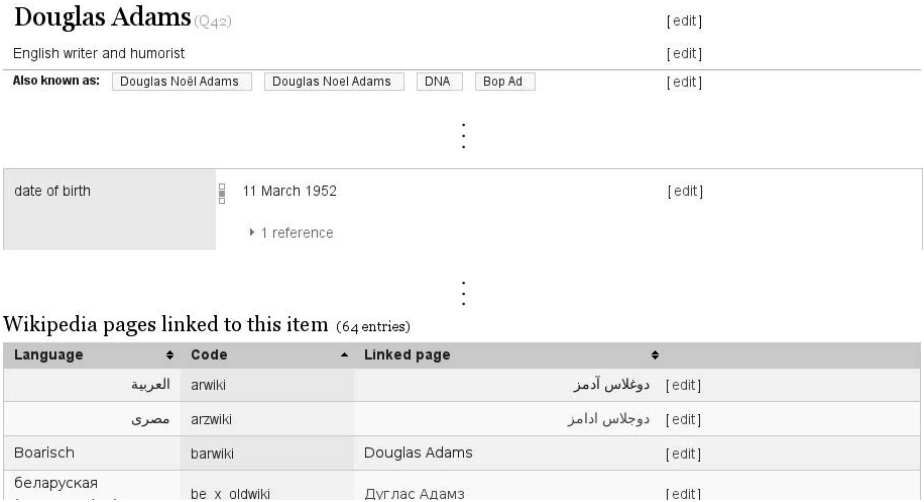 Douglas Adams (Q42) [edit]
English writer and humorist [edit]
Also known as: Douglas Noël Adams Douglas Noel Adams DNA Bop Ad [edit]
date of birth 11 March 1952 [edit]
1 reference
Wikipedia pages linked to this item (64 entries)
Language Code Linked page
العربية arwiki دوغلاس آدمز [edit]
مصرى arzwiki دوجلاس ادامز [edit]
Boarisch barwiki Douglas Adams [edit]
беларуская
be_x_oldwiki Дуглас Адамз [edit]